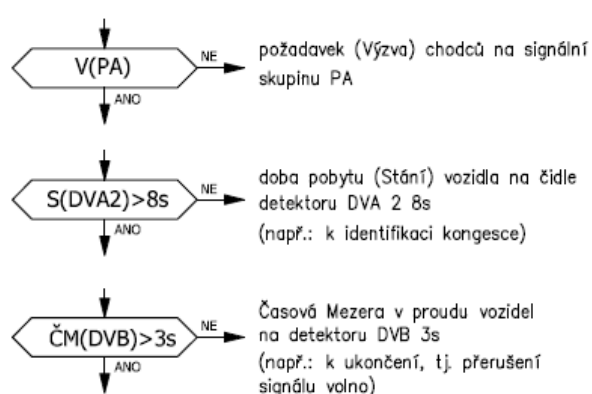 V(PA)
NE
ANO
požadavek (Výzva) chodců na signální
skupinu PA
S(DVA2)>8s
NE
ANO
doba pobytu (Stání) vozidla na čidle
detektoru DVA 2 8s
(např.: k identifikaci kongesce)
ČM(DVB)>3s
NE
ANO
Časová Mezera v proudu vozidel
na detektoru DVB 3s
(např.: k ukončení, tj. přerušení
signálu volno)